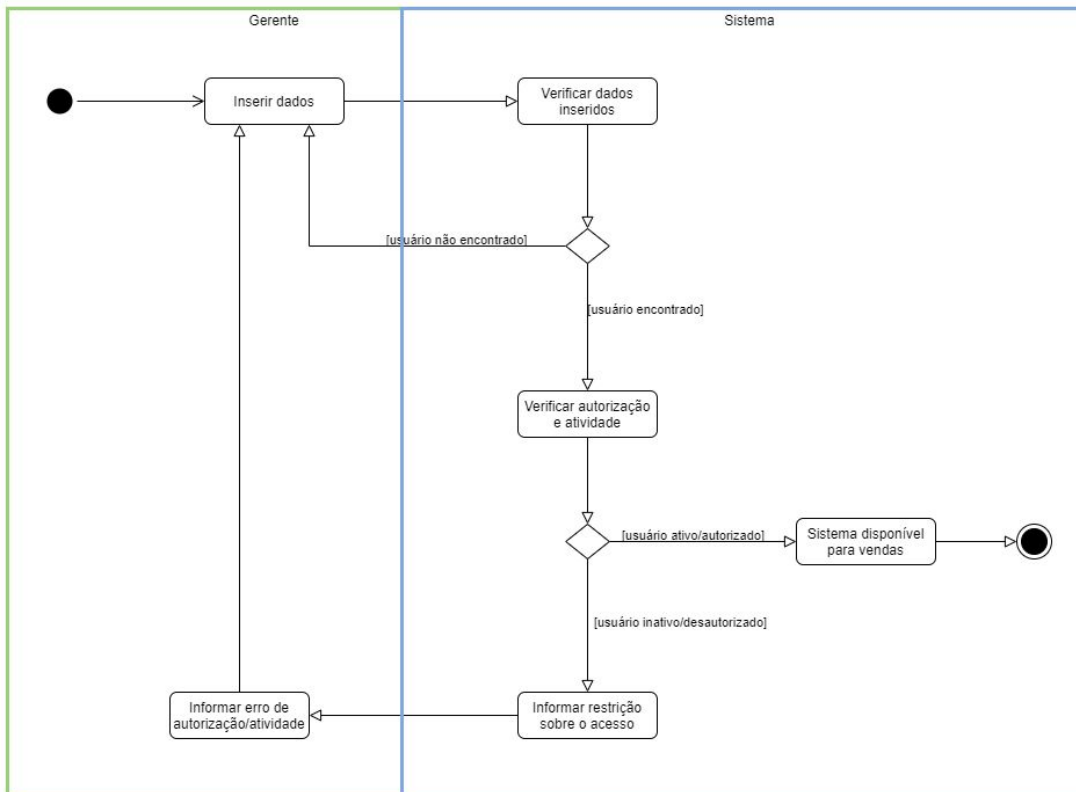 Gerente
Sistema
Inserir dados
Verificar dados
inseridos
[usuário não encontrado]
[usuário encontrado]
Verificar autorização
e atividade
[usuário ativo/autorizado]
Sistema disponível
para vendas
[usuário inativo/desautorizado]
Informar erro de
autorização/atividade
Informar restrição
sobre o acesso